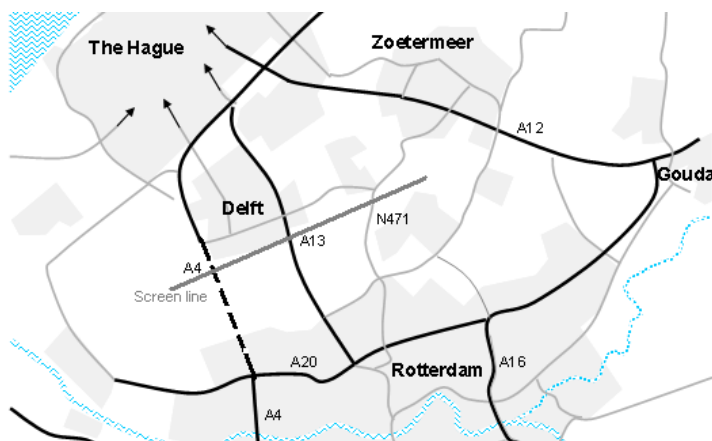 Zoetermeer
The Hague
A12
Gouda
Delft
N471
A13
A4
Screen line
A20
Rotterdam
A16
A4